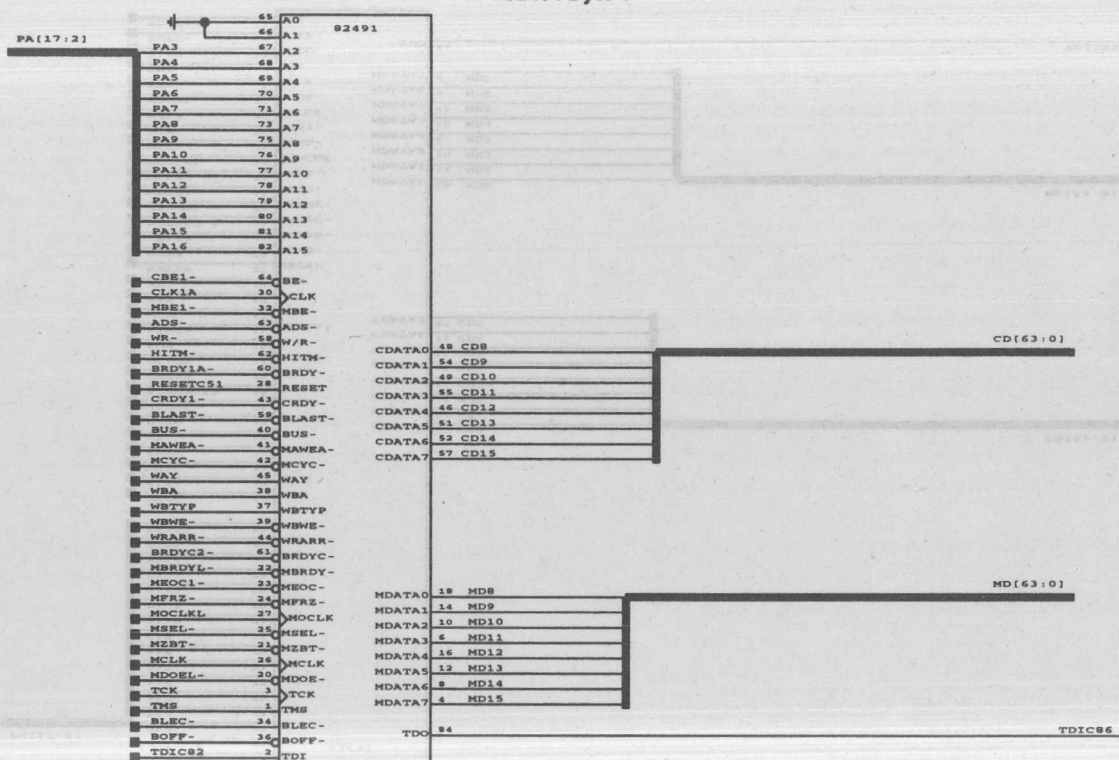 65 A0 82491
66 A1
PA[17:2]
PA3 67 A2
PA4 68 A3
PA5 69 A4
PA6 70 A5
PA7 71 A6
PA8 73 A7
PA9 75 A8
PA10 76 A9
PA11 77 A10
PA12 78 A11
PA13 79 A12
PA14 80 A13
PA15 81 A14
PA16 82 A15
CBE1- 64 BE-
CLK1A 30 CLK
MBE1- 32 MBE-
ADS- 63 ADS-
WR- 58 W/R-
HITM- 62 HITM-
BRDY1A- 60 BRDY-
RESETC51 28 RESET
CRDY1- 43 CRDY-
BLAST- 59 BLAST-
BUS- 40 BUS-
MAWEA- 41 MAWEA-
MCYC- 42 MCYC-
WAY 45 WAY
WBA 38 WBA
WBTYP 37 WBTYP
WBWE- 39 WBWE-
WRARR- 44 WRARR-
BRDYC2- 61 BRDYC-
MBRDYL- 22 MBRDY-
MEOC1- 23 MEOC-
MFRZ- 24 MFRZ-
MOCLKL 27 MOCLK
MSEL- 25 MSEL-
MZBT- 21 MZBT-
MCLK 26 MCLK
MDOEL- 20 MDOE-
TCK 3 TCK
TMS 1 TMS
BLEC- 34 BLEC-
BOFF- 36 BOFF-
TDIC82 2 TDI
CD[63:0]
CDATA0 48 CD8
CDATA1 54 CD9
CDATA2 49 CD10
CDATA3 55 CD11
CDATA4 46 CD12
CDATA5 51 CD13
CDATA6 52 CD14
CDATA7 57 CD15
MD[63:0]
MDATA0 18 MD8
MDATA1 14 MD9
MDATA2 10 MD10
MDATA3 6 MD11
MDATA4 16 MD12
MDATA5 12 MD13
MDATA6 8 MD14
MDATA7 4 MD15
TDO 84 TDIC86